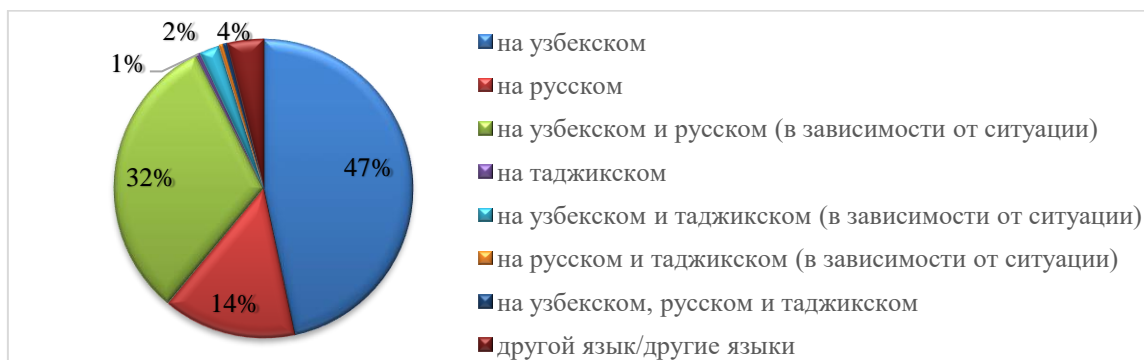 2%
4%
1%
47%
32%
14%
на узбекском
на русском
на узбекском и русском (в зависимости от ситуации)
на таджикском
на узбекском и таджикском (в зависимости от ситуации)
на русском и таджикском (в зависимости от ситуации)
на узбекском, русском и таджикском
другой язык/другие языки